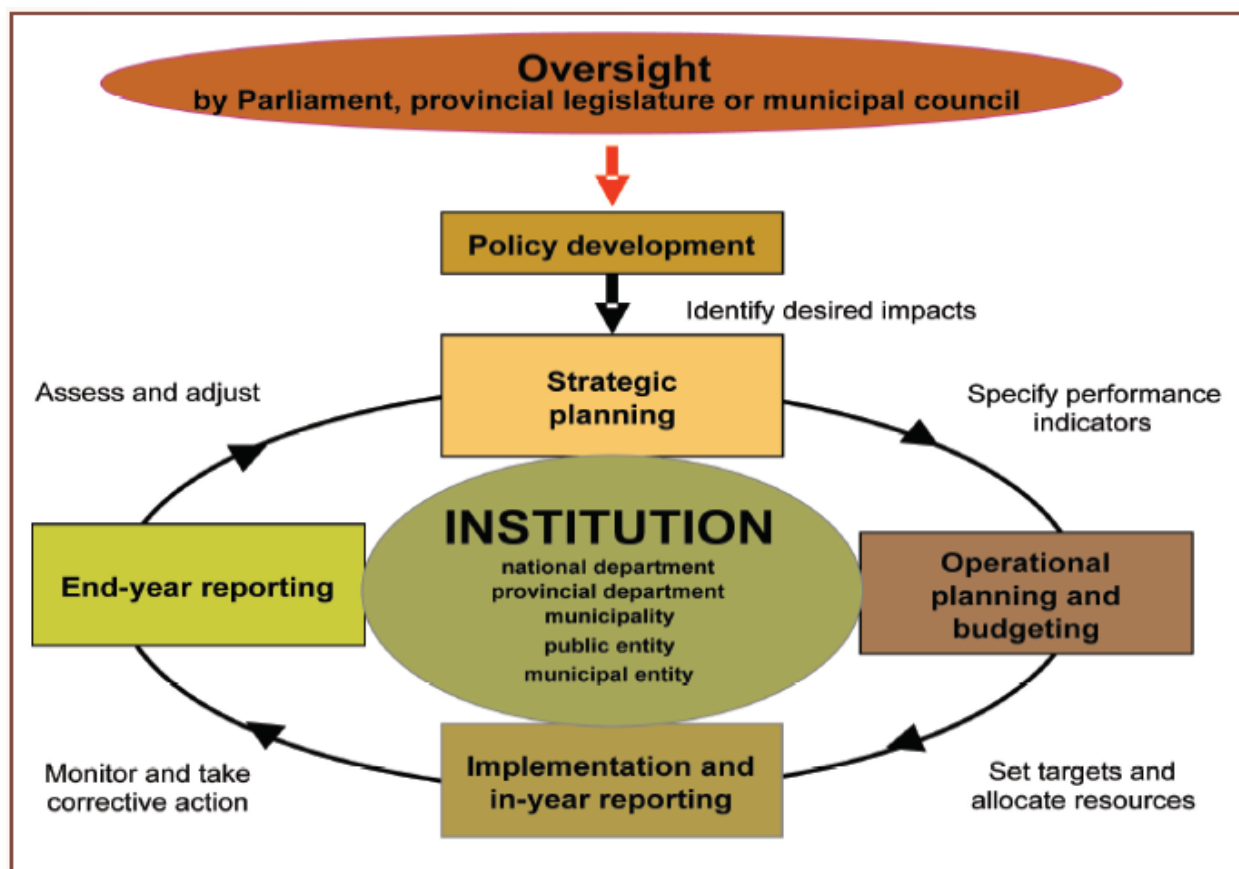 Oversight
by Parliament, provincial legislature or municipal council
Policy development
Identify desired impacts
Strategic
planning
Assess and adjust
Specify performance
indicators
INSTITUTION
national department
provincial department
municipality
public entity
municipal entity
End-year reporting
Operational
planning and
budgeting
Implementation and
in-year reporting
Monitor and take
corrective action
Set targets and
allocate resources